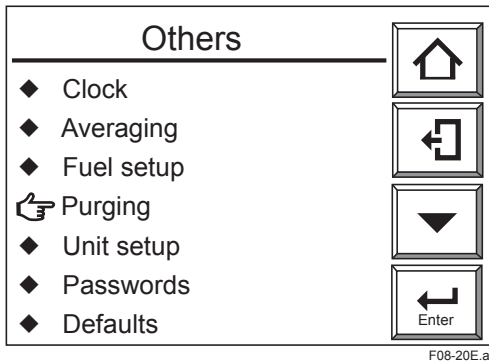 Others
Clock
Averaging
Fuel setup
Purging
Unit setup
Passwords
Defaults
Enter
F08-20E.a